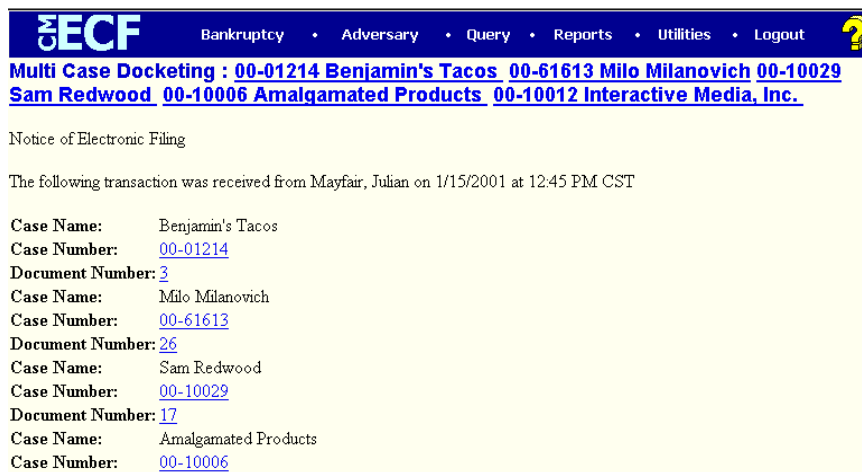 CM ECF Bankruptcy • Adversary • Query • Reports • Utilities • Logout ?
Multi Case Docketing : 00-01214 Benjamin's Tacos 00-61613 Milo Milanovich 00-10029
Sam Redwood 00-10006 Amalgamated Products 00-10012 Interactive Media, Inc.
Notice of Electronic Filing
The following transaction was received from Mayfair, Julian on 1/15/2001 at 12:45 PM CST
Case Name: Benjamin's Tacos
Case Number: 00-01214
Document Number: 3
Case Name: Milo Milanovich
Case Number: 00-61613
Document Number: 26
Case Name: Sam Redwood
Case Number: 00-10029
Document Number: 17
Case Name: Amalgamated Products
Case Number: 00-10006